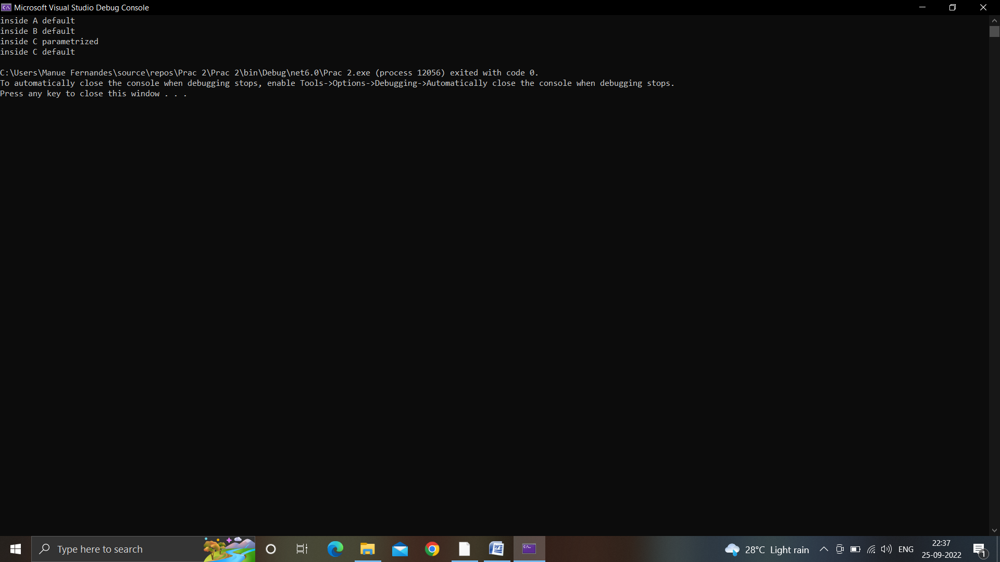 Microsoft Visual Studio Debug Console
inside A default
inside B default
inside C parametrized
inside C default
C:\Users\Manue Fernandes\source\repos\Prac 2\Prac 2\bin\Debug\net6.0\Prac 2.exe (process 12056) exited with code 0.
To automatically close the console when debugging stops, enable Tools->Options->Debugging->Automatically close the console when debugging stops.
Press any key to close this window . . .
Type here to search
28°C Light rain
ENG
22:37
25-09-2022
1